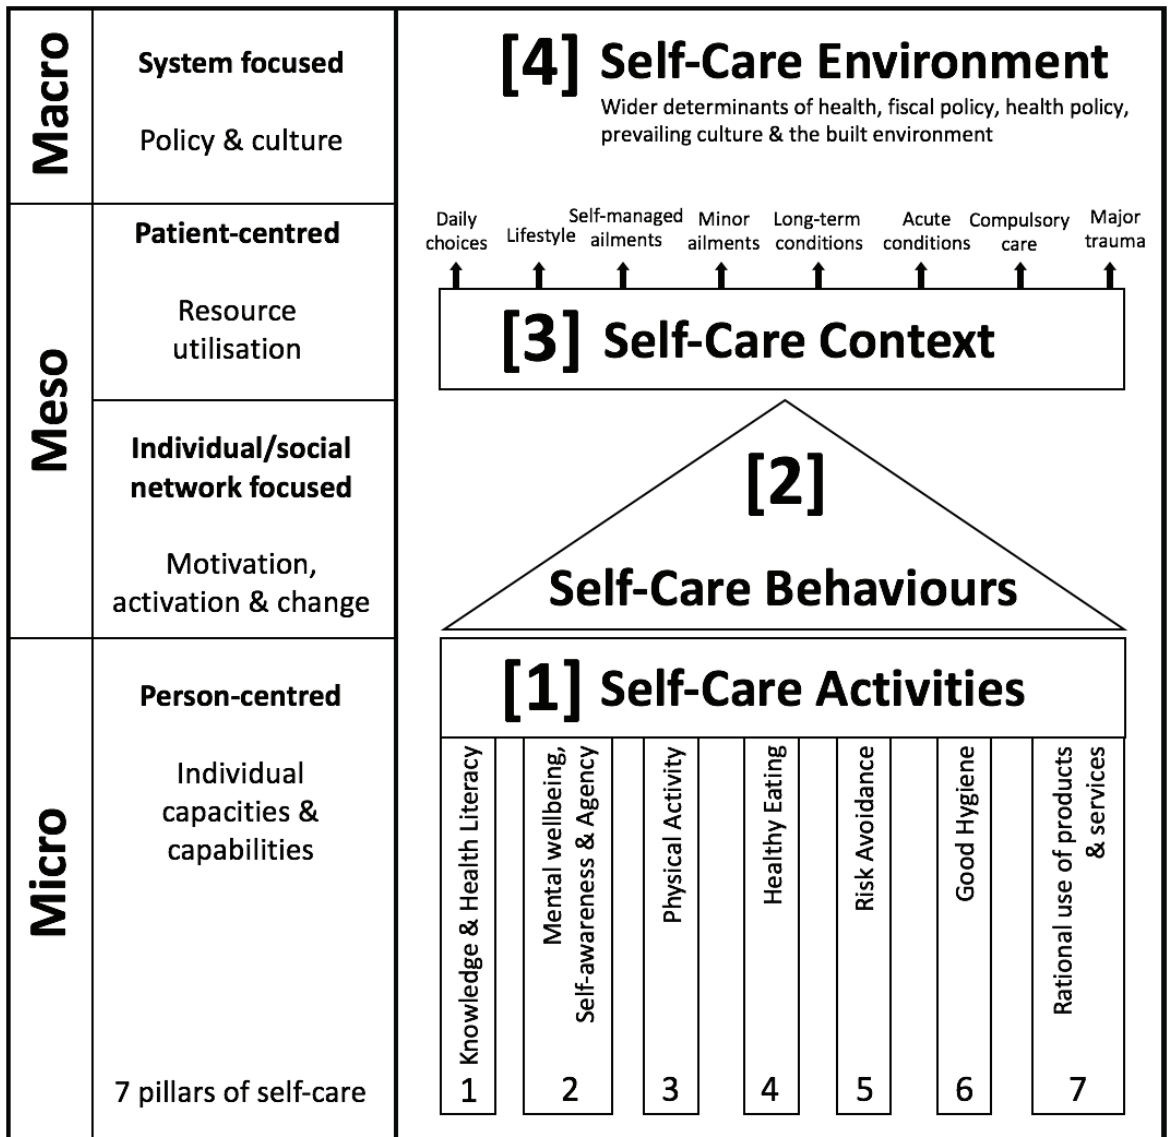 Macro
System focused
Policy & culture
[4] Self-Care Environment
Wider determinants of health, fiscal policy, health policy,
prevailing culture & the built environment
Meso
Patient-centred
Resource
utilisation
Daily
choices
Lifestyle
Self-managed
ailments
Minor
ailments
Long-term
conditions
Acute
conditions
Compulsory
care
Major
trauma
[3] Self-Care Context
Individual/social
network focused
Motivation,
activation & change
[2]
Self-Care Behaviours
Micro
Person-centred
Individual
capacities &
capabilities
7 pillars of self-care
[1] Self-Care Activities
Knowledge & Health Literacy
1
Mental wellbeing,
Self-awareness & Agency
2
Physical Activity
3
Healthy Eating
4
Risk Avoidance
5
Good Hygiene
6
Rational use of products
& services
7